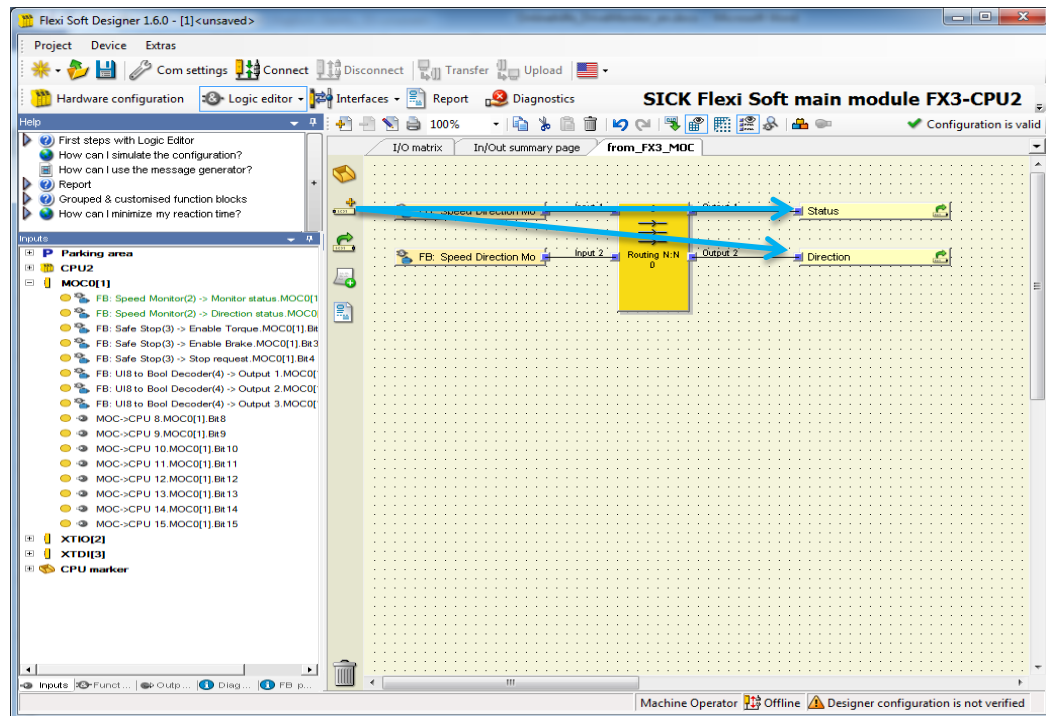 Flexi Soft Designer 1.6.0 - [1]<unsaved>
Project Device Extras
Com settings Connect Disconnect Transfer Upload
Hardware configuration Logic editor Interfaces Report Diagnostics SICK Flexi Soft main module FX3-CPU2
Help
100%
Configuration is valid
First steps with Logic Editor
How can I simulate the configuration?
How can I use the message generator?
Report
Grouped & customised function blocks
How can I minimize my reaction time?
I/O matrix In/Out summary page from_FX3_MOC
Inputs
Parking area
CPU2
MOC0[1]
FB: Speed Monitor(2) -> Monitor status.MOC0[1
FB: Speed Monitor(2) -> Direction status.MOC0
FB: Safe Stop(3) -> Enable Torque.MOC0[1].Bit
FB: Safe Stop(3) -> Enable Brake.MOC0[1].Bit3
FB: Safe Stop(3) -> Stop request.MOC0[1].Bit4
FB: UI8 to Bool Decoder(4) -> Output 1.MOC0[
FB: UI8 to Bool Decoder(4) -> Output 2.MOC0[
FB: UI8 to Bool Decoder(4) -> Output 3.MOC0[
MOC->CPU 8.MOC0[1].Bit8
MOC->CPU 9.MOC0[1].Bit9
MOC->CPU 10.MOC0[1].Bit10
MOC->CPU 11.MOC0[1].Bit11
MOC->CPU 12.MOC0[1].Bit12
MOC->CPU 13.MOC0[1].Bit13
MOC->CPU 14.MOC0[1].Bit14
MOC->CPU 15.MOC0[1].Bit15
XTIO[2]
XTDI[3]
CPU marker
Speed Direction Mo Status
FB: Speed Direction Mo Input 2 Routing N:N Output 2 Direction
0
Inputs Funct... Outp... Diag... FB p...
Machine Operator Offline Designer configuration is not verified